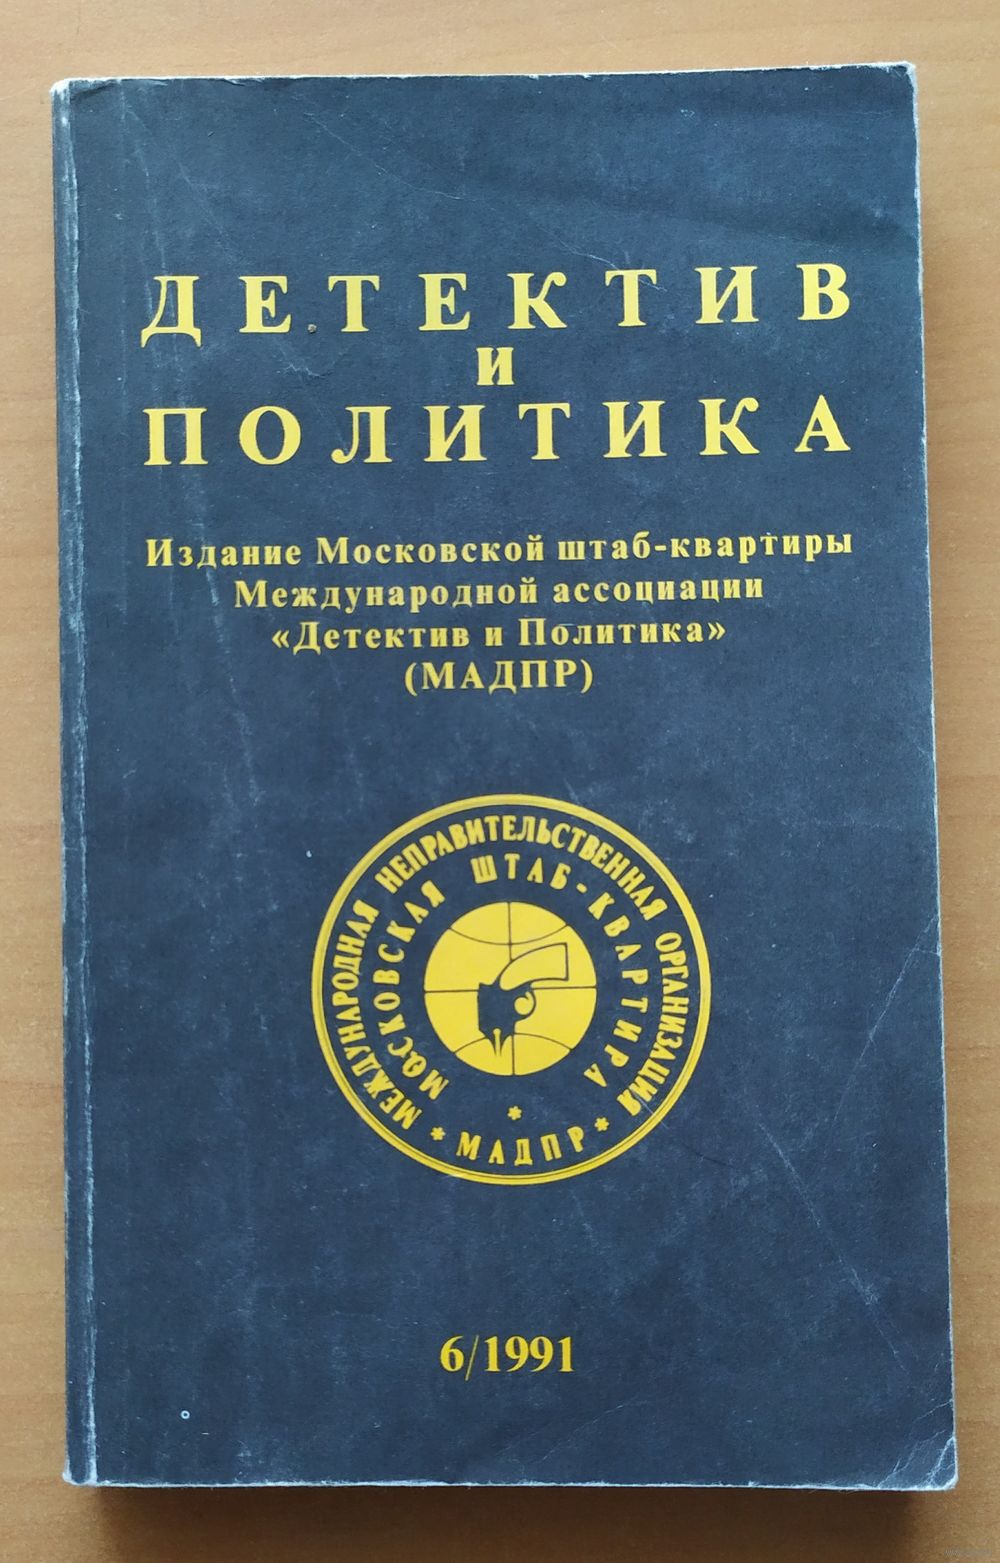 ДЕТЕКТИВ
И
ПОЛИТИКА
Издание Московской штаб-квартиры
Международной ассоциации
«Детектив и Политика»
(МАДПР)
МЕЖДУНАРОДНАЯ НЕПРАВИТЕЛЬСТВЕННАЯ ОРГАНИЗАЦИЯ
МОСКОВСКАЯ ШТАБ-КВАРТИРА
* МАДПР *
6/1991